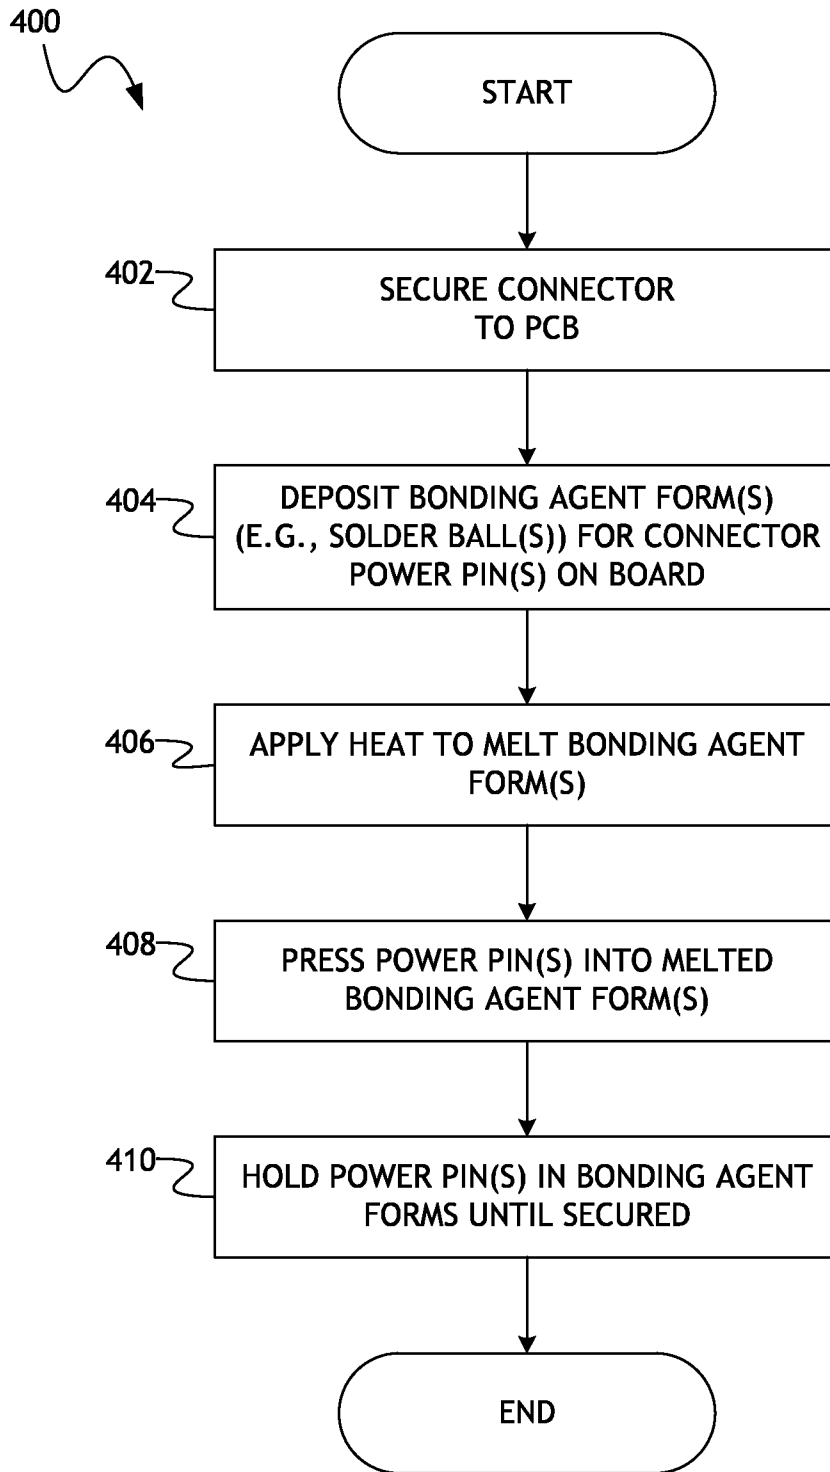 400
START
402
SECURE CONNECTOR
TO PCB
404
DEPOSIT BONDING AGENT FORM(S)
(E.G., SOLDER BALL(S)) FOR CONNECTOR
POWER PIN(S) ON BOARD
406
APPLY HEAT TO MELT BONDING AGENT
FORM(S)
408
PRESS POWER PIN(S) INTO MELTED
BONDING AGENT FORM(S)
410
HOLD POWER PIN(S) IN BONDING AGENT
FORMS UNTIL SECURED
END